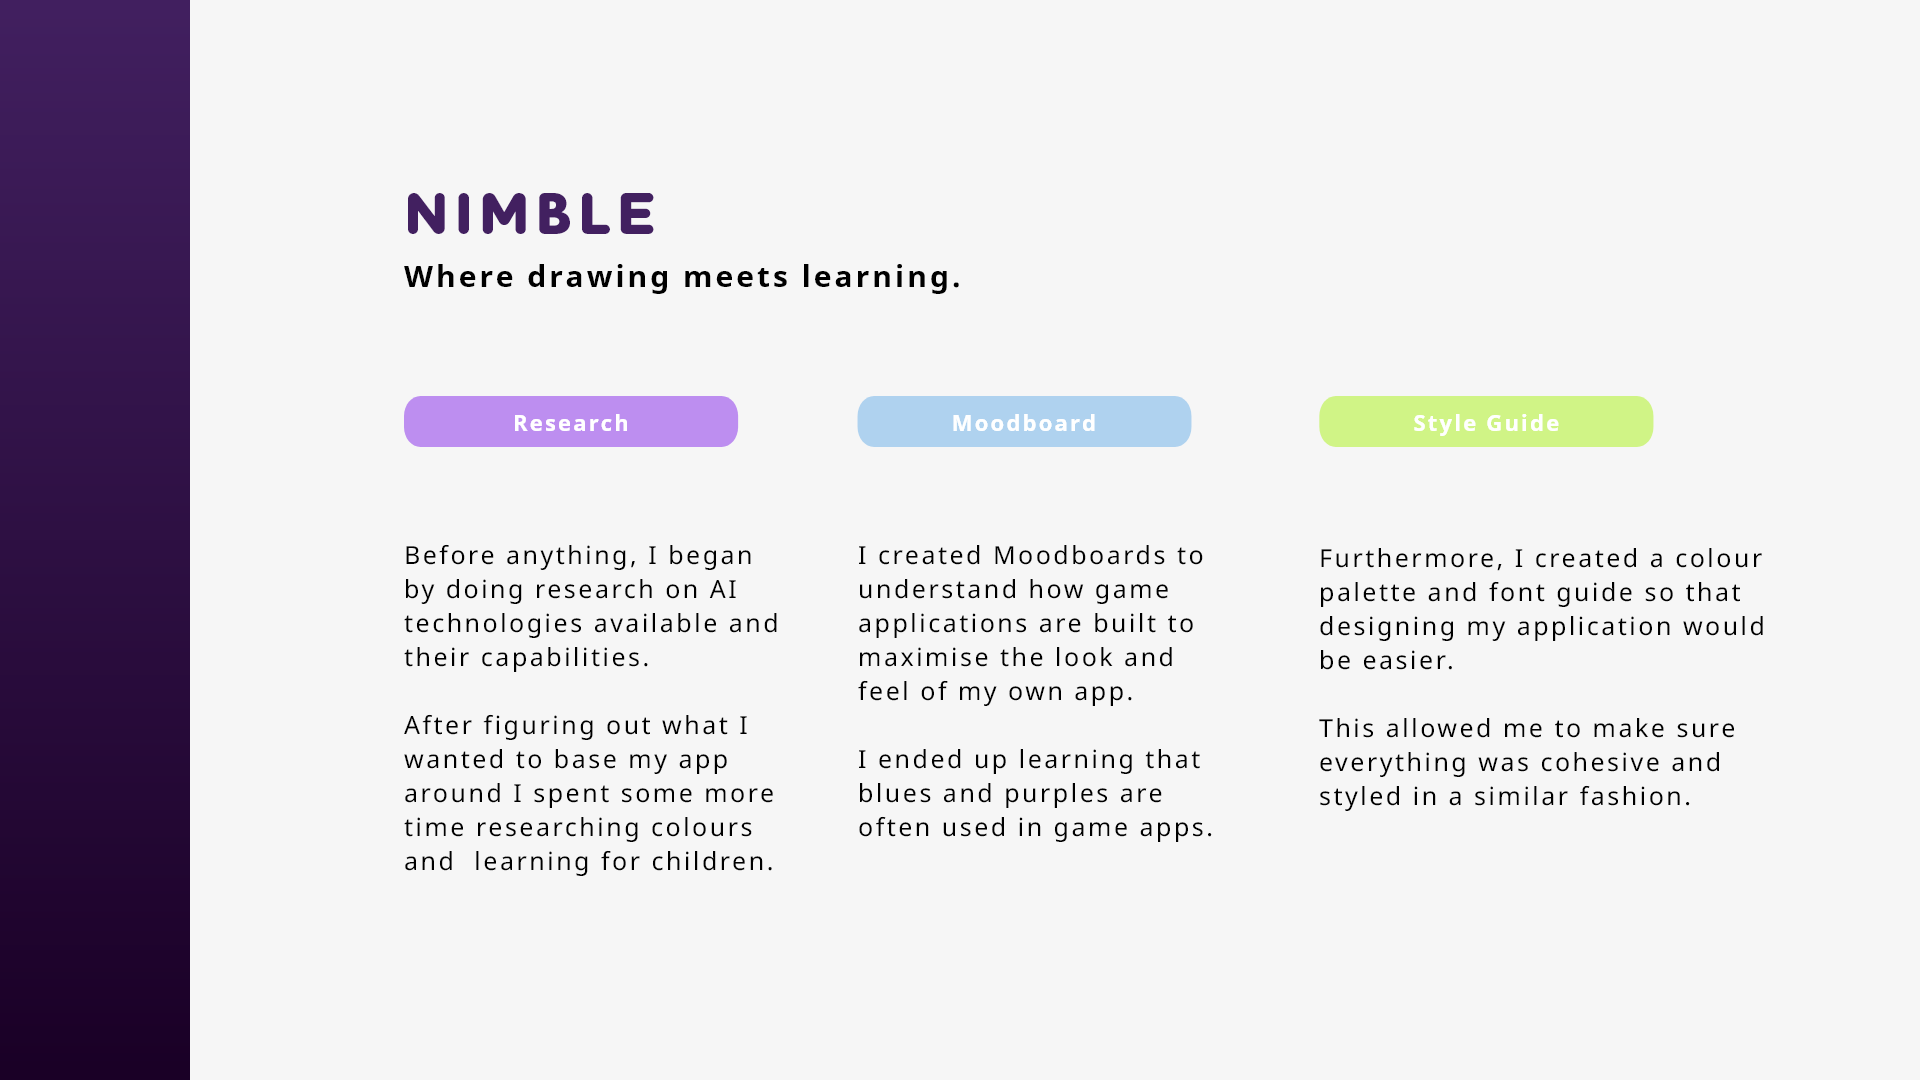 NIMBLE
Where drawing meets learning.
Research
Before anything, I began
by doing research on AI
technologies available and
their capabilities.
After figuring out what I
wanted to base my app
around I spent some more
time researching colours
and  learning for children.
Moodboard
I created Moodboards to
understand how game
applications are built to
maximise the look and
feel of my own app.
I ended up learning that
blues and purples are
often used in game apps.
Style Guide
Furthermore, I created a colour
palette and font guide so that
designing my application would
be easier.
This allowed me to make sure
everything was cohesive and
styled in a similar fashion.